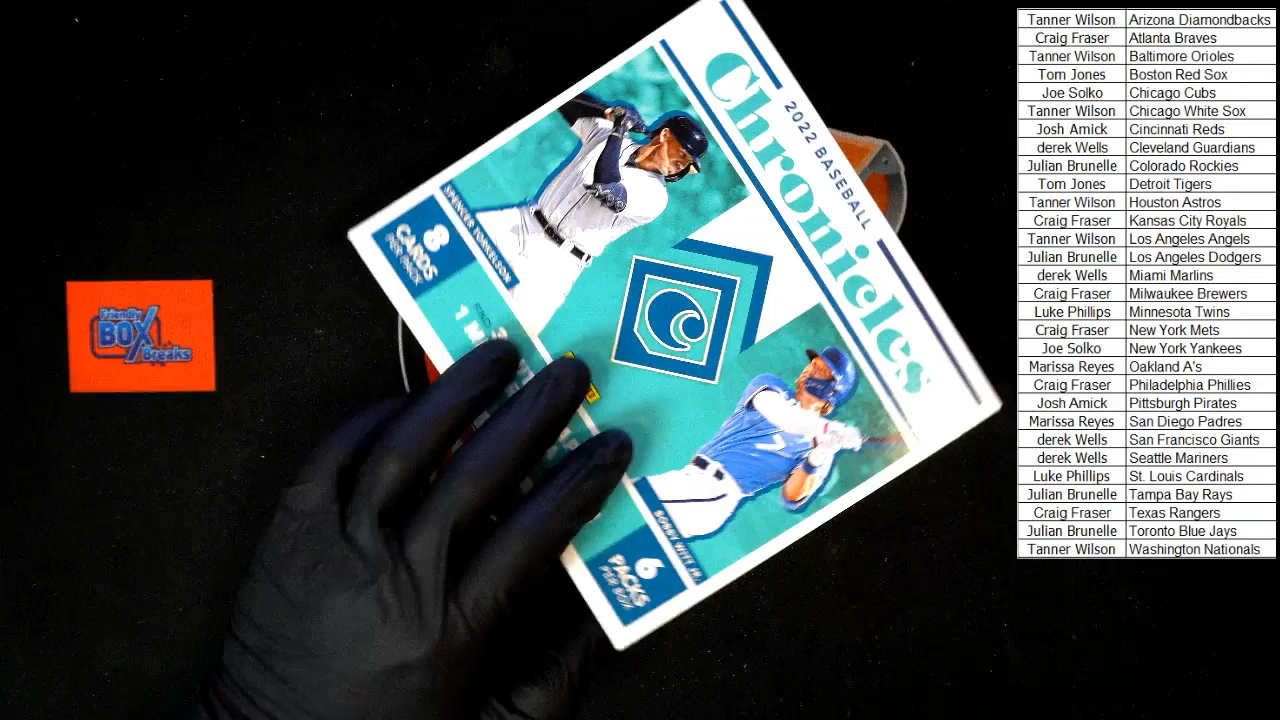 Tanner Wilson Arizona Diamondbacks
Craig Fraser Atlanta Braves
Tanner Wilson Baltimore Orioles
Tom Jones Boston Red Sox
Joe Solko Chicago Cubs
Tanner Wilson Chicago White Sox
Josh Amick Cincinnati Reds
derek Wells Cleveland Guardians
Julian Brunelle Colorado Rockies
Tom Jones Detroit Tigers
Tanner Wilson Houston Astros
Craig Fraser Kansas City Royals
Tanner Wilson Los Angeles Angels
Julian Brunelle Los Angeles Dodgers
derek Wells Miami Marlins
Craig Fraser Milwaukee Brewers
Luke Phillips Minnesota Twins
Craig Fraser New York Mets
Joe Solko New York Yankees
Marissa Reyes Oakland A's
Craig Fraser Philadelphia Phillies
Josh Amick Pittsburgh Pirates
Marissa Reyes San Diego Padres
derek Wells San Francisco Giants
derek Wells Seattle Mariners
Luke Phillips St. Louis Cardinals
Julian Brunelle Tampa Bay Rays
Craig Fraser Texas Rangers
Julian Brunelle Toronto Blue Jays
Tanner Wilson Washington Nationals
2022 BASEBALL
Chronicles
SPENCER TORKELSON
8
CARDS
PER PACK
1
7
BOBBY WITT JR.
6
PACKS
PER BOX
Friendly
BOX
Breaks